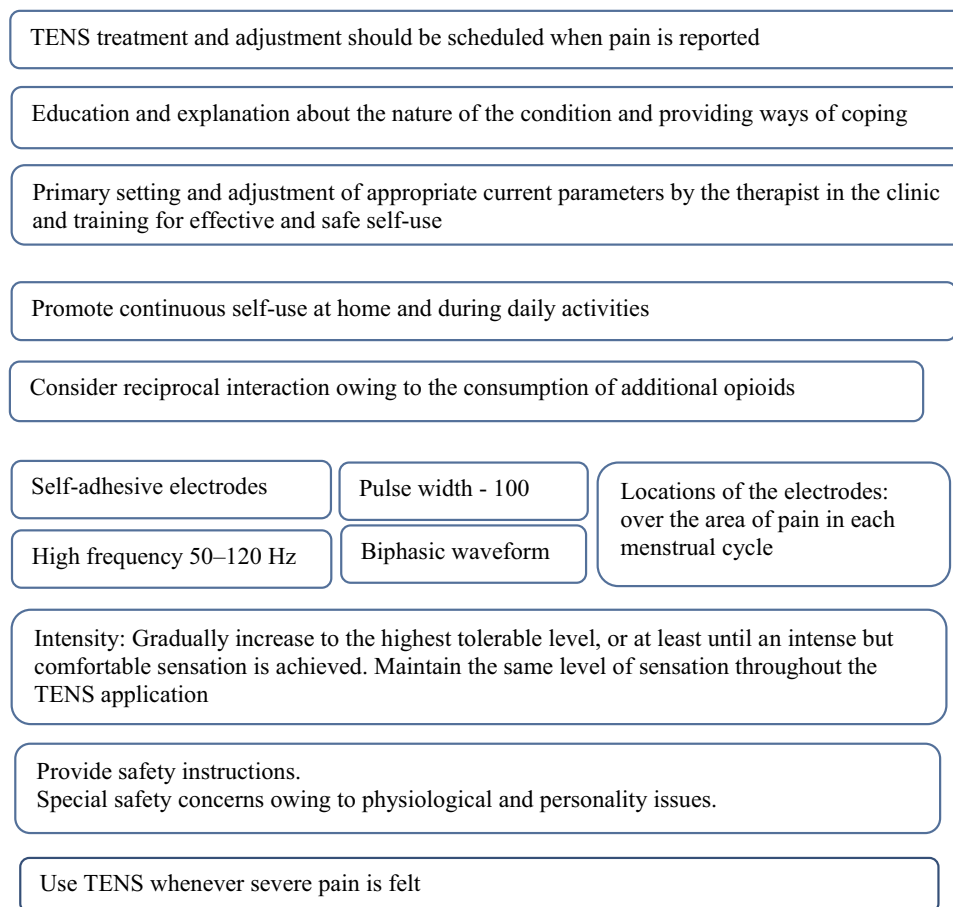 TENS treatment and adjustment should be scheduled when pain is reported
Education and explanation about the nature of the condition and providing ways of coping
Primary setting and adjustment of appropriate current parameters by the therapist in the clinic
and training for effective and safe self-use
Promote continuous self-use at home and during daily activities
Consider reciprocal interaction owing to the consumption of additional opioids
Self-adhesive electrodes
Pulse width - 100
High frequency 50–120 Hz
Biphasic waveform
Locations of the electrodes:
over the area of pain in each
menstrual cycle
Intensity: Gradually increase to the highest tolerable level, or at least until an intense but
comfortable sensation is achieved. Maintain the same level of sensation throughout the
TENS application
Provide safety instructions.
Special safety concerns owing to physiological and personality issues.
Use TENS whenever severe pain is felt